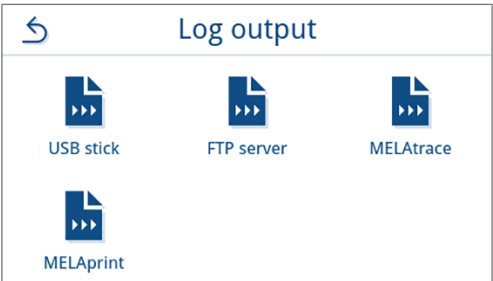 Log output
USB stick
FTP server
MELAtrace
MELAprint